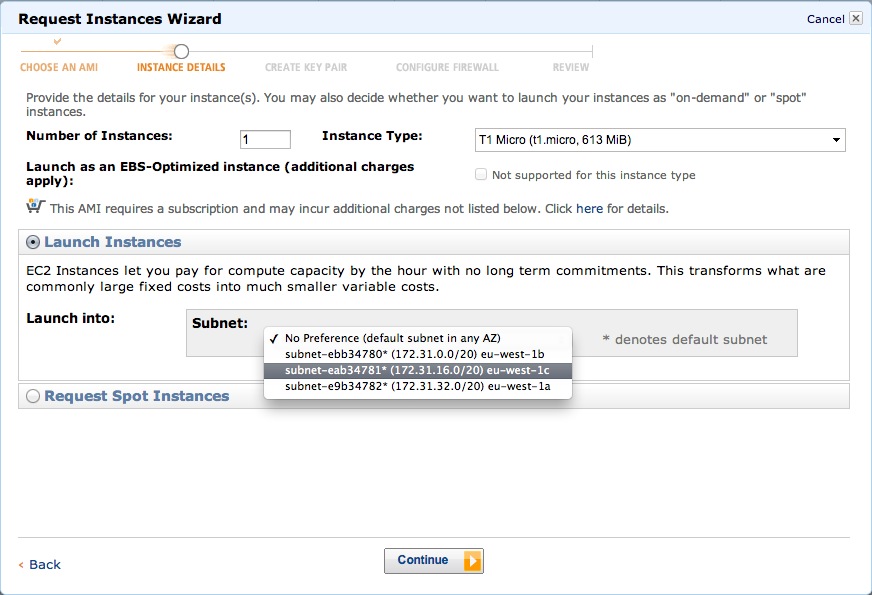 Request Instances Wizard
Cancel
CHOOSE AN AMI
INSTANCE DETAILS
CREATE KEY PAIR
CONFIGURE FIREWALL
REVIEW
Provide the details for your instance(s). You may also decide whether you want to launch your instances as "on-demand" or "spot"
instances.
Number of Instances:
1
Instance Type:
T1 Micro (t1.micro, 613 MiB)
Launch as an EBS-Optimized instance (additional charges
apply):
Not supported for this instance type
This AMI requires a subscription and may incur additional charges not listed below. Click here for details.
Launch Instances
EC2 Instances let you pay for compute capacity by the hour with no long term commitments. This transforms what are
commonly large fixed costs into much smaller variable costs.
Launch into:
Subnet:
✓ No Preference (default subnet in any AZ)
subnet-ebb34780* (172.31.0.0/20) eu-west-1b
subnet-eab34781* (172.31.16.0/20) eu-west-1c
subnet-e9b34782* (172.31.32.0/20) eu-west-1a
* denotes default subnet
Request Spot Instances
< Back
Continue